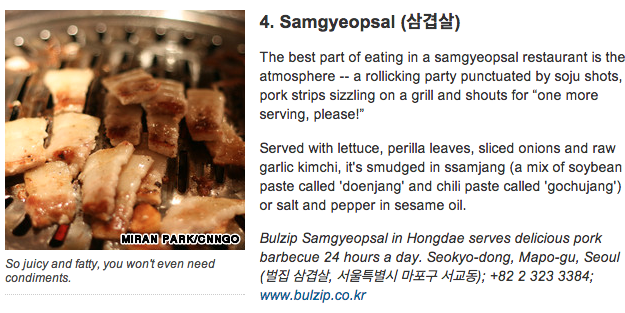 4. Samgyeopsal (삼겹살)
The best part of eating in a samgyeopsal restaurant is the
atmosphere -- a rollicking party punctuated by soju shots,
pork strips sizzling on a grill and shouts for “one more
serving, please!”
Served with lettuce, perilla leaves, sliced onions and raw
garlic kimchi, it's smudged in ssamjang (a mix of soybean
paste called 'doenjang' and chili paste called 'gochujang')
or salt and pepper in sesame oil.
Bulzip Samgyeopsal in Hongdae serves delicious pork
barbecue 24 hours a day. Seokyo-dong, Mapo-gu, Seoul
(벌집 삼겹살, 서울특별시 마포구 서교동); +82 2 323 3384;
www.bulzip.co.kr
MIRAN PARK/CNNGO
So juicy and fatty, you won't even need
condiments.